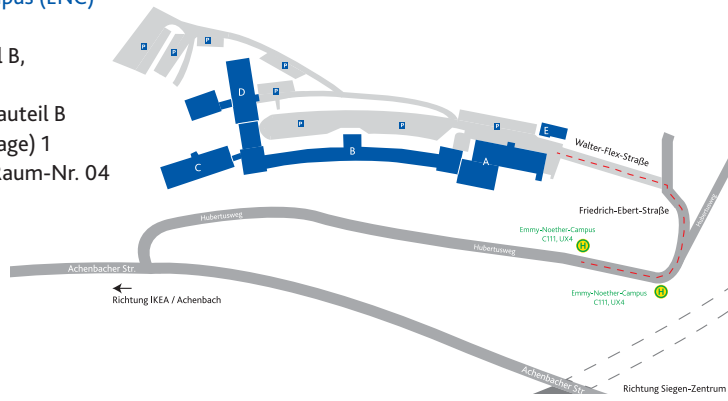 pus (ENC)
l B,
auteil B
age) 1
Raum-Nr. 04
P
P
P
P
P
P
P
P
D
E
B
A
C
Walter-Flex-Straße
Friedrich-Ebert-Straße
Hubertusweg
Hubertusweg
Hubertusweg
Emmy-Noether-Campus
C111, UX4
H
Emmy-Noether-Campus
C111, UX4
H
Achenbacher Str.
Richtung IKEA / Achenbach
Achenbacher Str.
Richtung Siegen-Zentrum